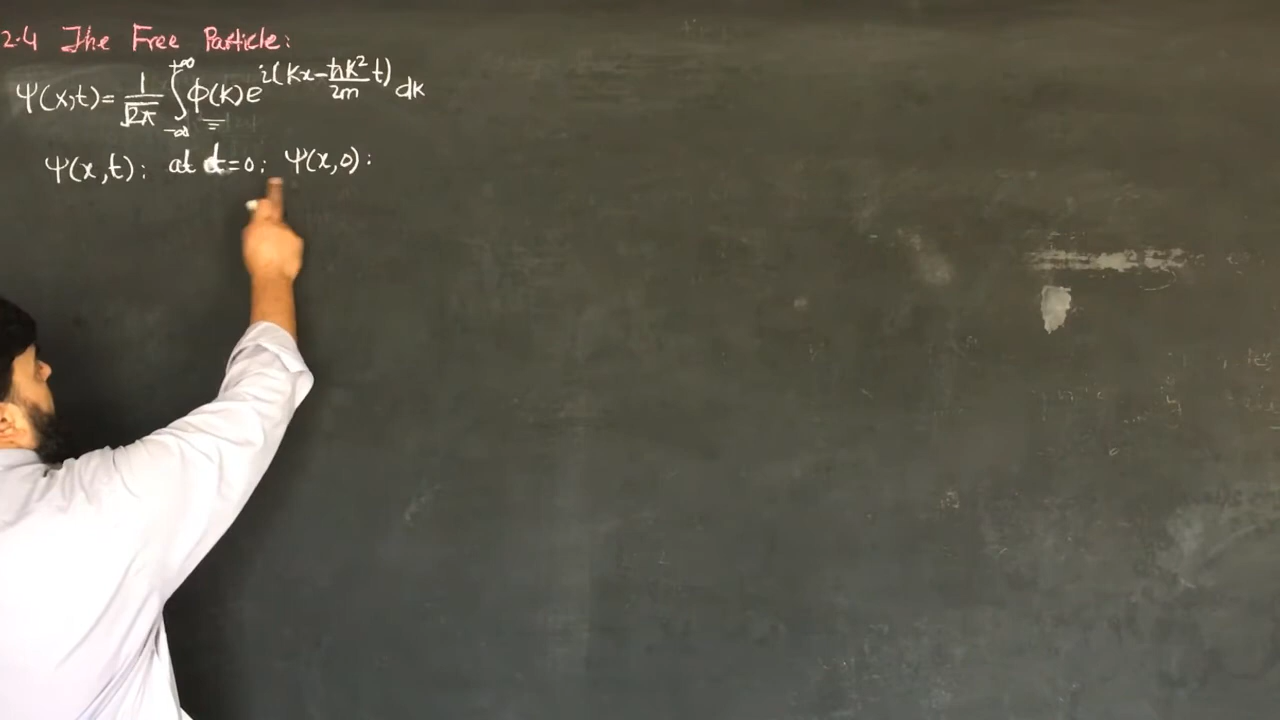 2.4 The Free Particle:
Ψ(x,t) = 1/√2π ∫₋∞⁺∞ ϕ(k) e^i(kx - ħk²/2m t) dk
Ψ(x,t): at t=0; Ψ(x,0):